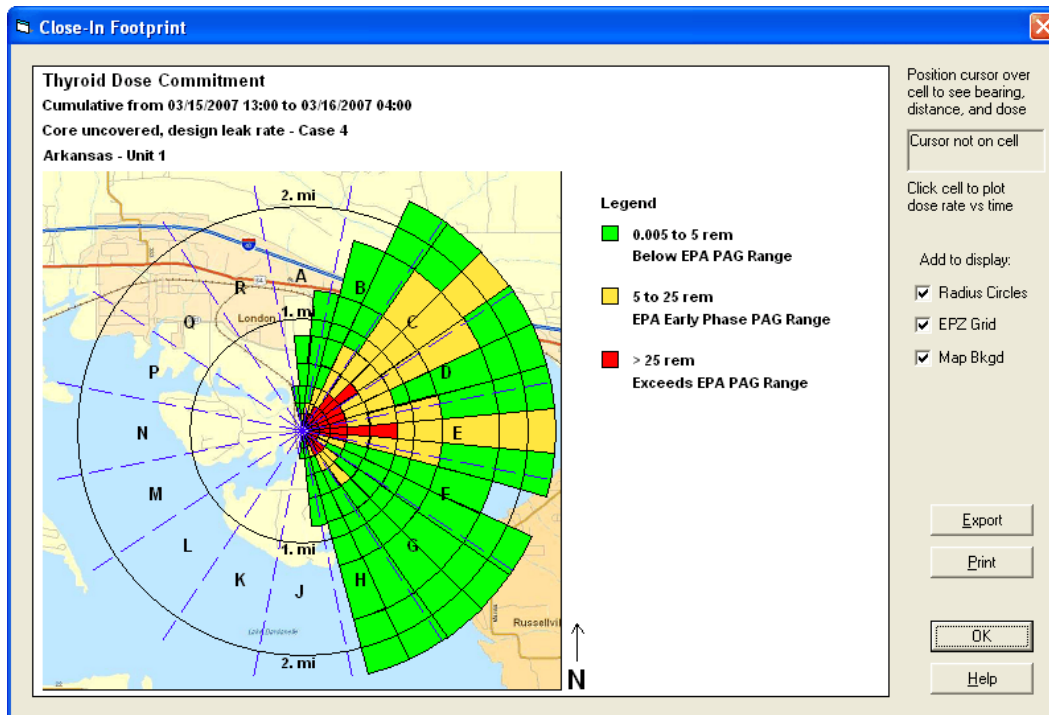 Close-In Footprint
Thyroid Dose Commitment
Cumulative from 03/15/2007 13:00 to 03/16/2007 04:00
Core uncovered, design leak rate - Case 4
Arkansas - Unit 1
2. mi
A
B
R
C
London
1. mi
Q
P
D
N
E
M
F
L
G
1. mi
K
J
H
2. mi
Russellvil
N
Legend
0.005 to 5 rem
Below EPA PAG Range
5 to 25 rem
EPA Early Phase PAG Range
> 25 rem
Exceeds EPA PAG Range
Position cursor over
cell to see bearing,
distance, and dose
Cursor not on cell
Click cell to plot
dose rate vs time
Add to display:
Radius Circles
EPZ Grid
Map Bkgd
Export
Print
OK
Help